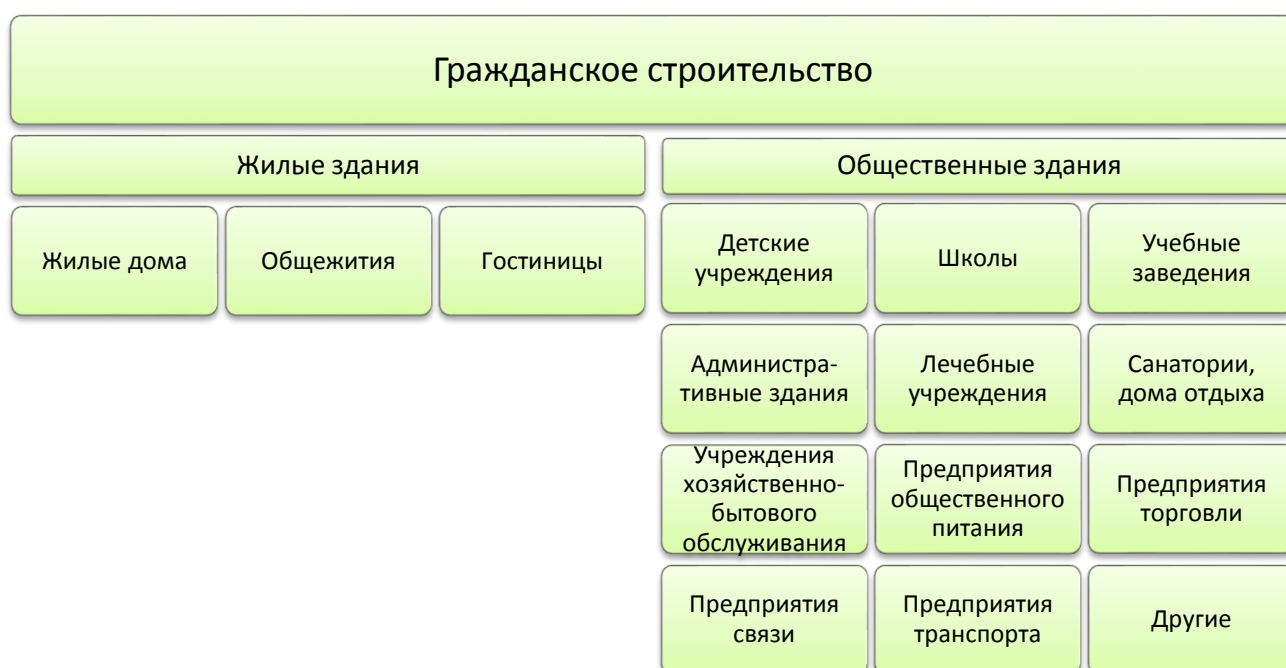 Гражданское строительство
Жилые здания
Общественные здания
Жилые дома
Общежития
Гостиницы
Детские
учреждения
Школы
Учебные
заведения
Администра-
тивные здания
Лечебные
учреждения
Санатории,
дома отдыха
Учреждения
хозяйственно-
бытового
обслуживания
Предприятия
общественного
питания
Предприятия
торговли
Предприятия
связи
Предприятия
транспорта
Другие